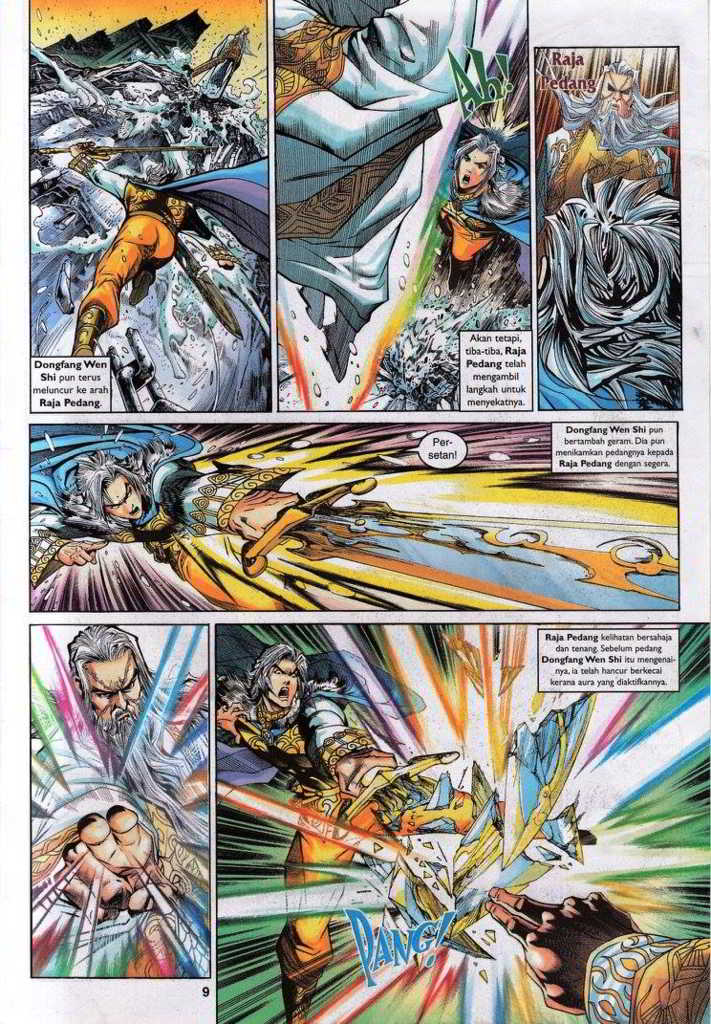 Dongfang Wen
Shi pun terus
meluncur ke arah
Raja Pedang.
Ah!
Akan tetapi,
tiba-tiba, Raja
Pedang telah
mengambil
langkah untuk
menyekatnya.
Raja
Pedang
Per-
setan!
Dongfang Wen Shi pun
bertambah geram. Dia pun
menikamkan pedangnya kepada
Raja Pedang dengan segera.
Raja Pedang kelihatan bersahaja
dan tenang. Sebelum pedang
Dongfang Wen Shi itu mengenai-
nya, ia telah hancur berkecai
kerana aura yang diaktifkannya.
PANG!
9